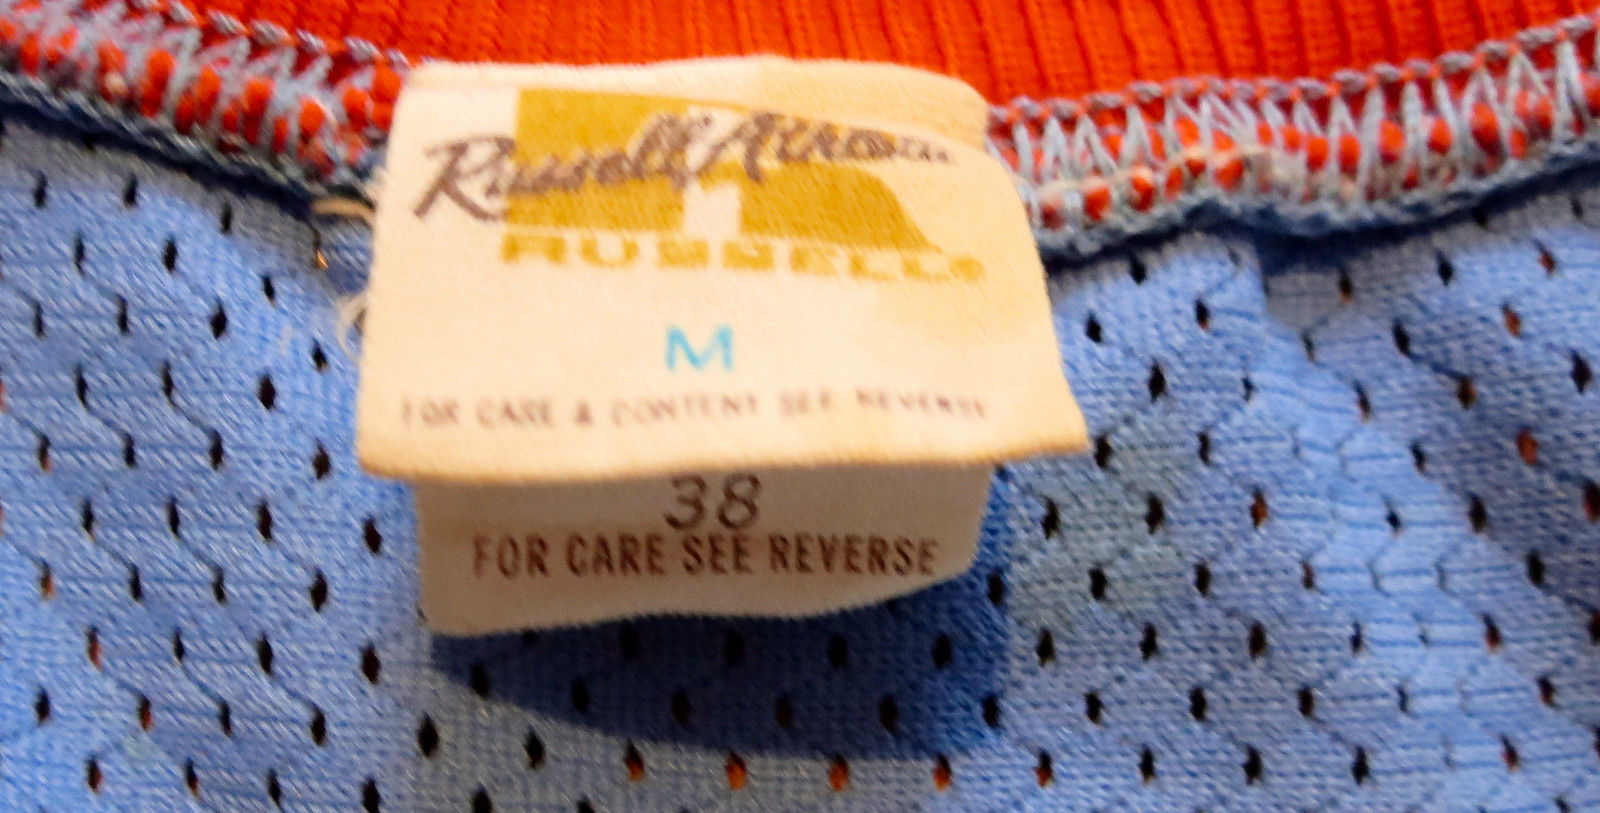 Russell Athletic
RUSSELL®
M
FOR CARE & CONTENT SEE REVERSE
38
FOR CARE SEE REVERSE